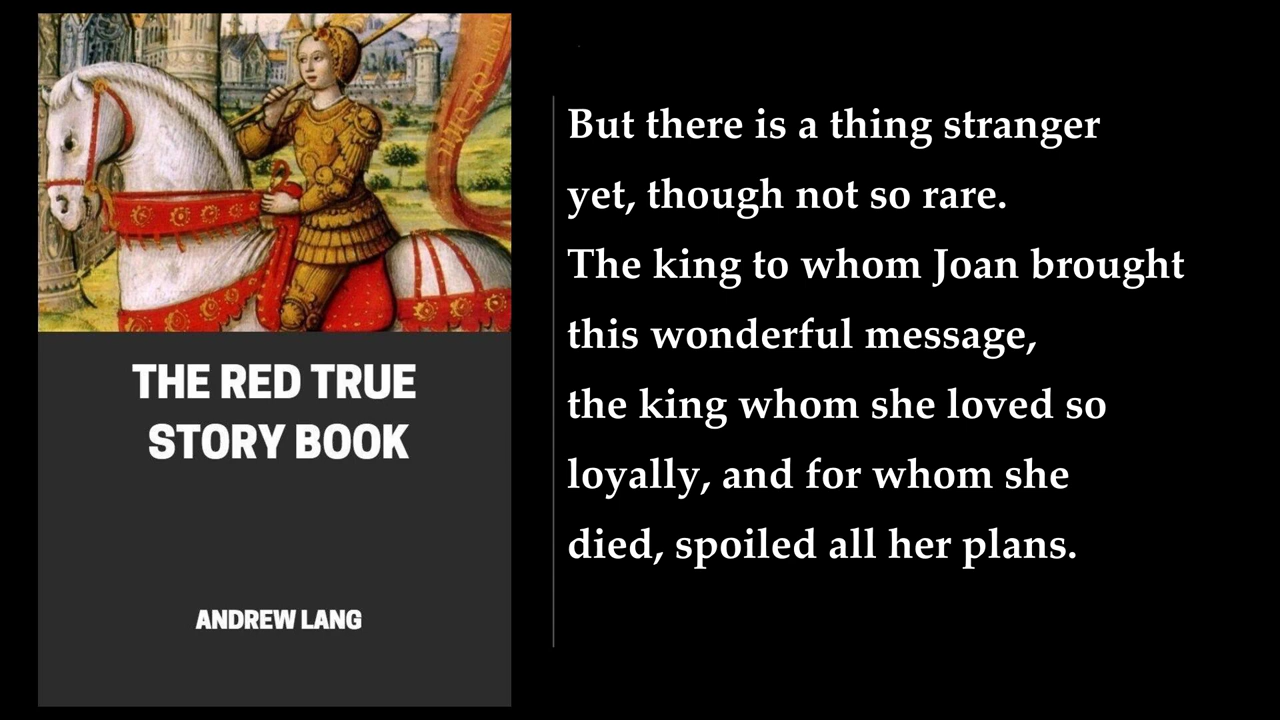 THE RED TRUE
STORY BOOK
ANDREW LANG
But there is a thing stranger
yet, though not so rare.
The king to whom Joan brought
this wonderful message,
the king whom she loved so
loyally, and for whom she
died, spoiled all her plans.